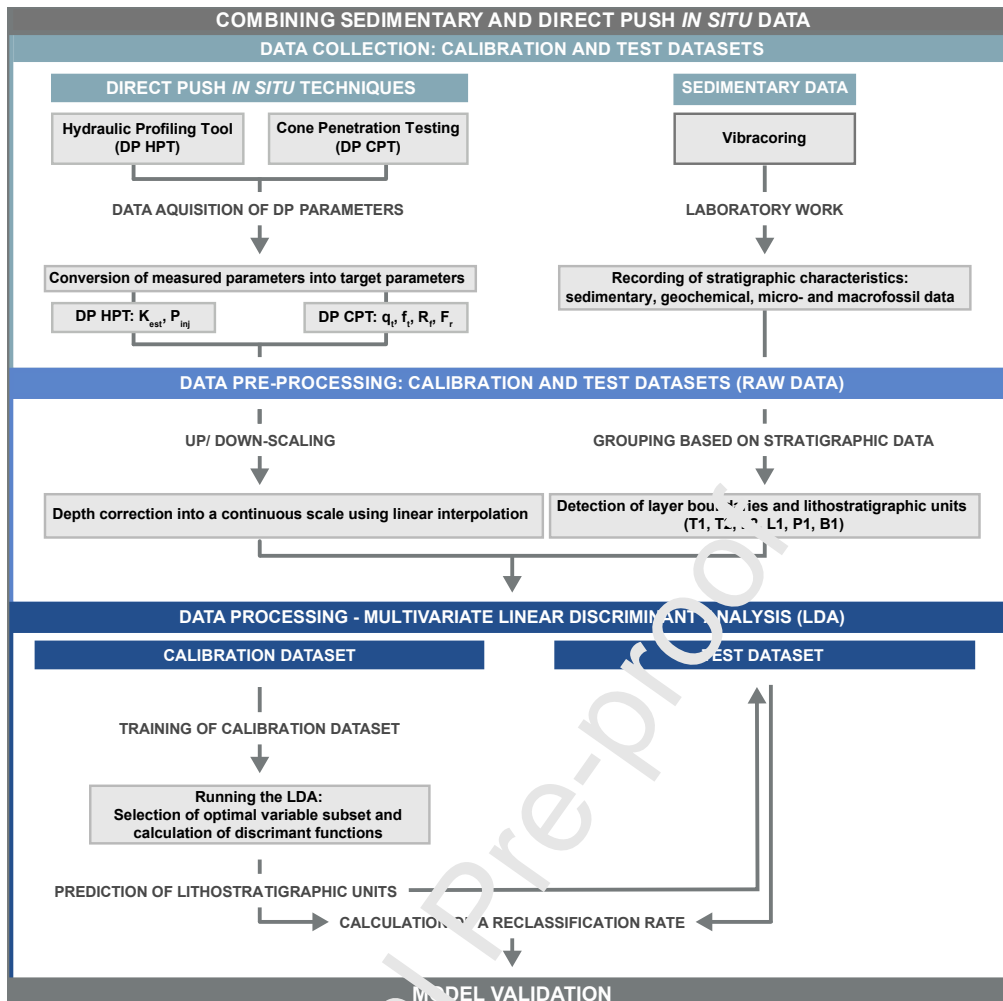 COMBINING SEDIMENTARY AND DIRECT PUSH IN SITU DATA
DATA COLLECTION: CALIBRATION AND TEST DATASETS
DIRECT PUSH IN SITU TECHNIQUES
SEDIMENTARY DATA
Hydraulic Profiling Tool
(DP HPT)
Cone Penetration Testing
(DP CPT)
Vibracoring
DATA AQUISITION OF DP PARAMETERS
LABORATORY WORK
Conversion of measured parameters into target parameters
Recording of stratigraphic characteristics:
sedimentary, geochemical, micro- and macrofossil data
DP HPT: Kest, Pinj
DP CPT: qt, ft, Rf, Fr
DATA PRE-PROCESSING: CALIBRATION AND TEST DATASETS (RAW DATA)
UP/ DOWN-SCALING
GROUPING BASED ON STRATIGRAPHIC DATA
Depth correction into a continuous scale using linear interpolation
Detection of layer boundaries and lithostratigraphic units
(T1, T2, L1, P1, B1)
DATA PROCESSING - MULTIVARIATE LINEAR DISCRIMINANT ANALYSIS (LDA)
CALIBRATION DATASET
TEST DATASET
TRAINING OF CALIBRATION DATASET
Running the LDA:
Selection of optimal variable subset and
calculation of discrimant functions
PREDICTION OF LITHOSTRATIGRAPHIC UNITS
CALCULATION OF A RECLASSIFICATION RATE
MODEL VALIDATION
Pre-proof